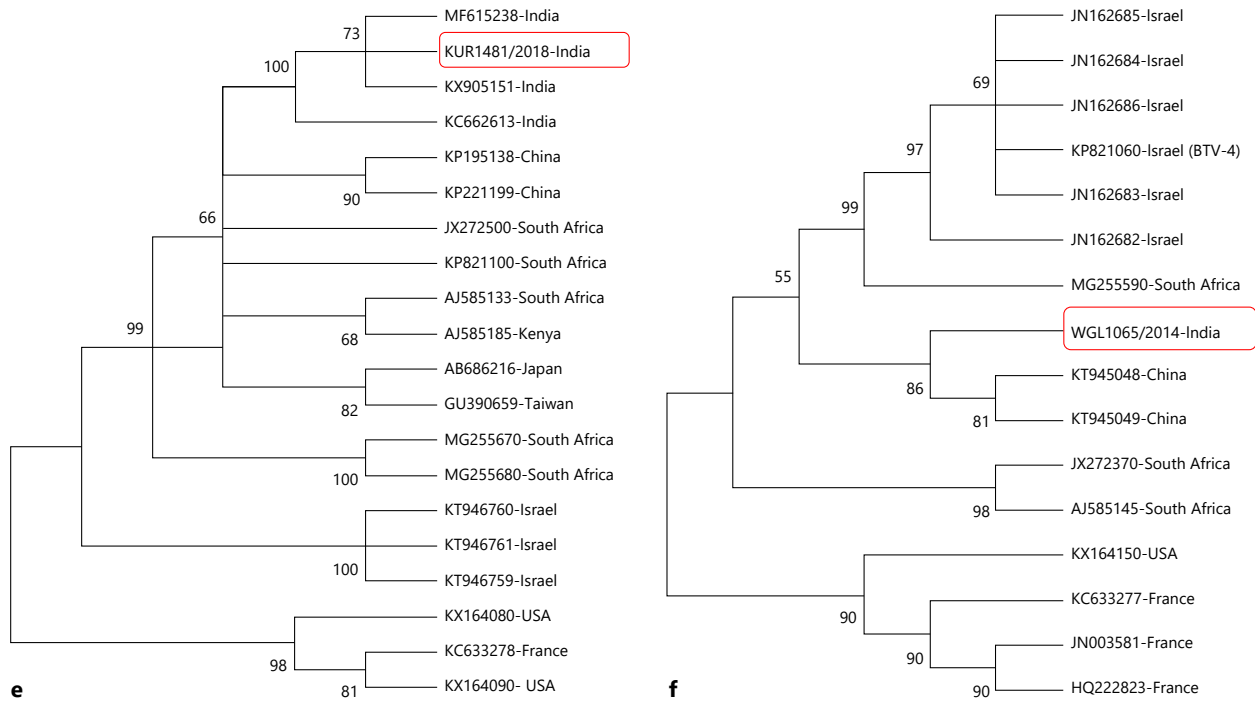 MF615238-India
73
KUR1481/2018-India
100
KX905151-India
KC662613-India
KP195138-China
90
KP221199-China
66
JX272500-South Africa
KP821100-South Africa
AJ585133-South Africa
99
68
AJ585185-Kenya
AB686216-Japan
82
GU390659-Taiwan
MG255670-South Africa
100
MG255680-South Africa
KT946760-Israel
KT946761-Israel
100
KT946759-Israel
KX164080-USA
98
KC633278-France
81
KX164090- USA
e
JN162685-Israel
JN162684-Israel
69
JN162686-Israel
97
KP821060-Israel (BTV-4)
JN162683-Israel
99
JN162682-Israel
55
MG255590-South Africa
WGL1065/2014-India
86
KT945048-China
81
KT945049-China
JX272370-South Africa
98
AJ585145-South Africa
KX164150-USA
90
KC633277-France
90
JN003581-France
90
HQ222823-France
f